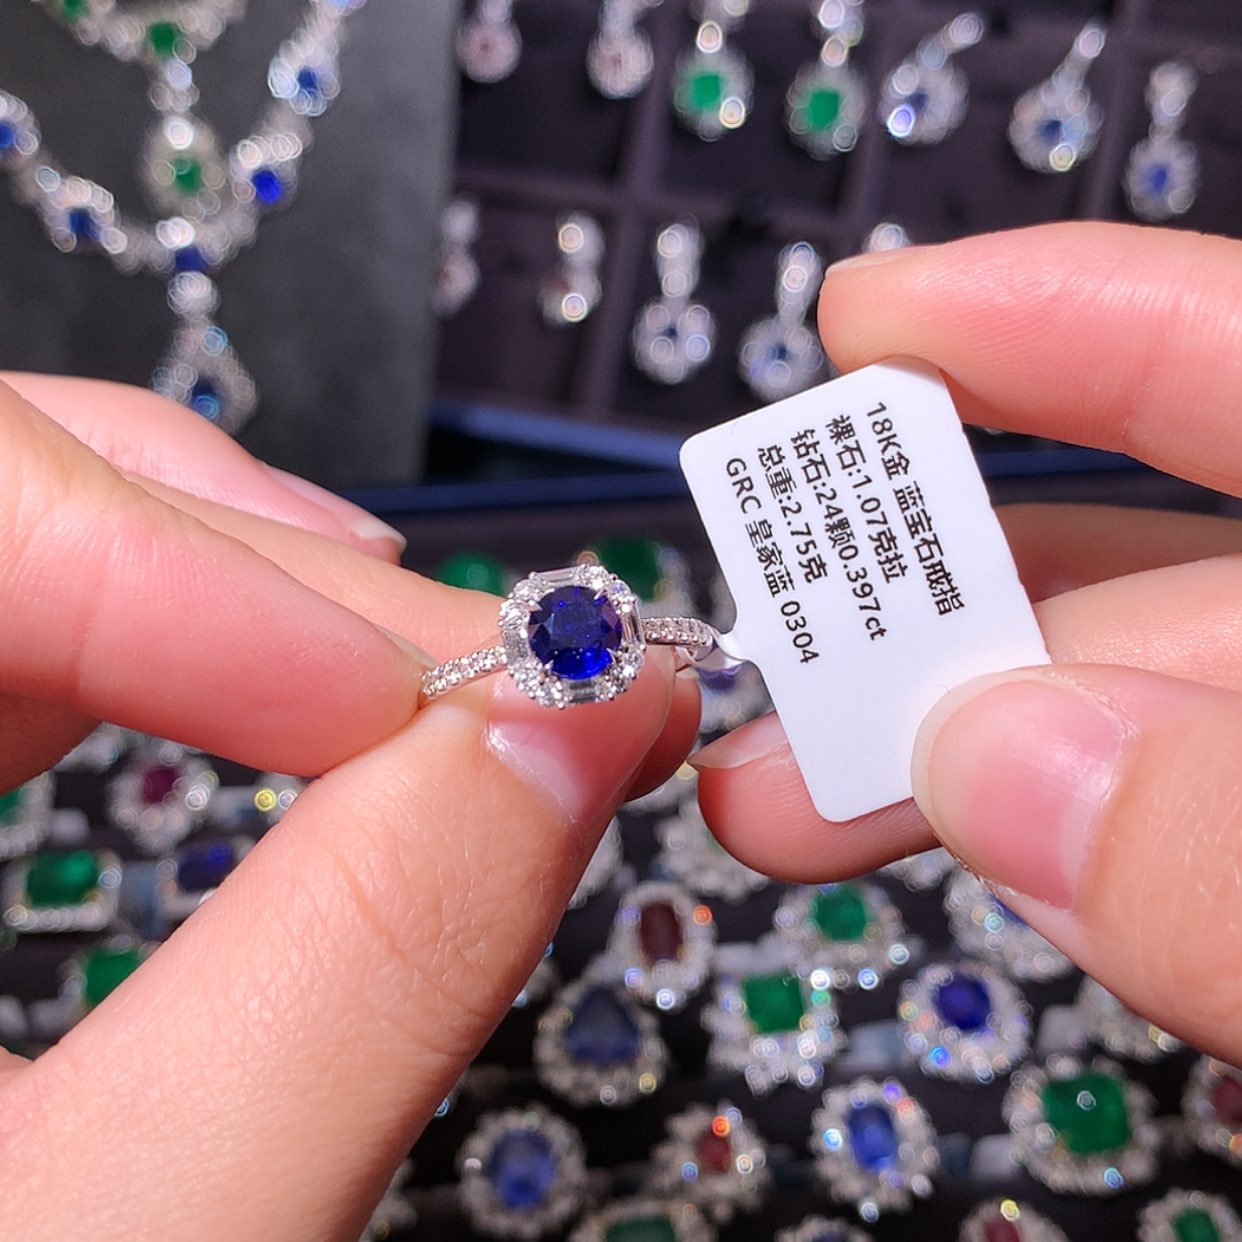 18K金 蓝宝石戒指
裸石:1.07克拉
钻石:24颗0.397ct
总重:2.75克
GRC 皇家蓝 0304